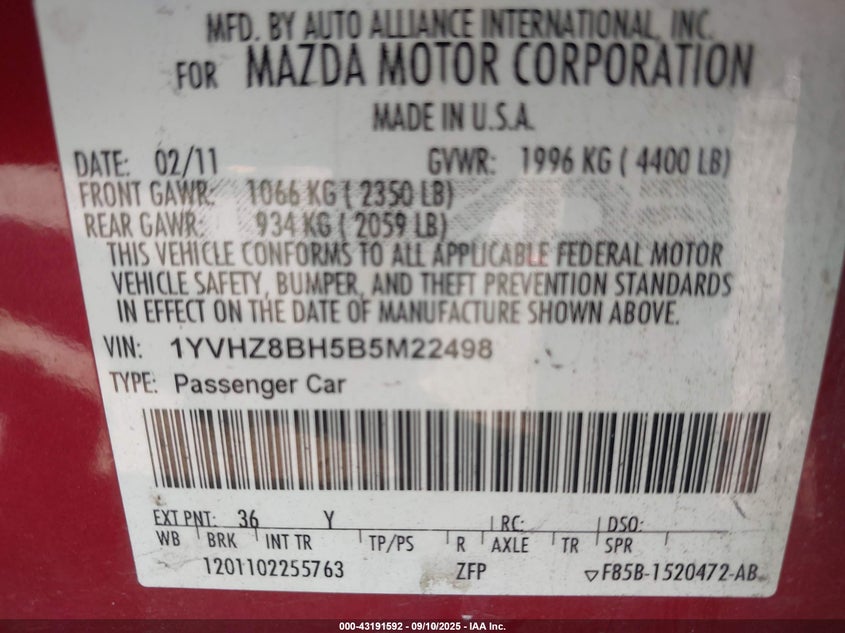 MFD. BY AUTO ALLIANCE INTERNATIONAL, INC.
FOR MAZDA MOTOR CORPORATION
MADE IN U.S.A.
DATE: 02/11 GVWR: 1996 KG ( 4400 LB)
FRONT GAWR: 1066 KG ( 2350 LB)
REAR GAWR: 934 KG ( 2059 LB)
THIS VEHICLE CONFORMS TO ALL APPLICABLE FEDERAL MOTOR
VEHICLE SAFETY, BUMPER, AND THEFT PREVENTION STANDARDS
IN EFFECT ON THE DATE OF MANUFACTURE SHOWN ABOVE.
VIN: 1YVHZ8BH5B5M22498
TYPE: Passenger Car
EXT PNT: 36 Y RC: DSO:
WB BRK INT TR TP/PS R AXLE TR SPR
1201102255763 ZFP ▽F85B-1520472-AB
000-43191592 - 09/10/2025 - IAA Inc.